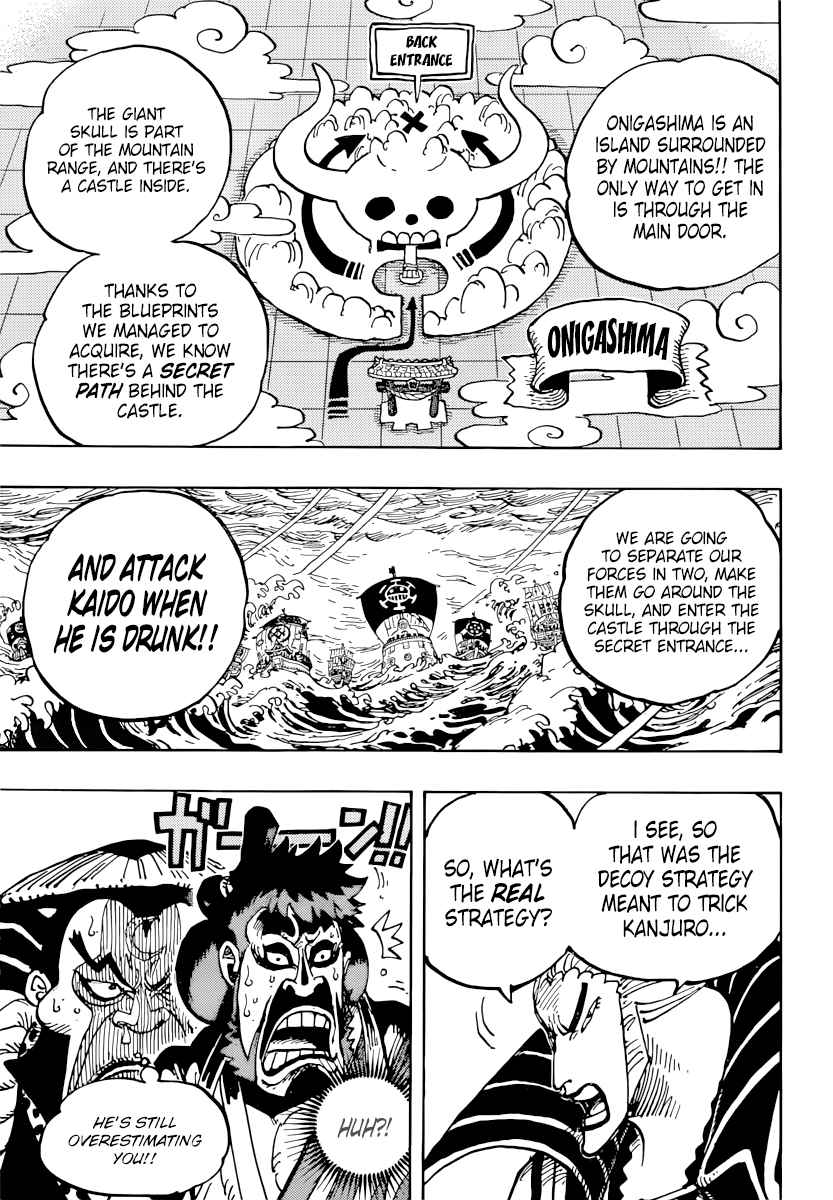 BACK
ENTRANCE
ONIGASHIMA IS AN
ISLAND SURROUNDED
BY MOUNTAINS!! THE
ONLY WAY TO GET IN
IS THROUGH THE
MAIN DOOR.
THE GIANT
SKULL IS PART
OF THE MOUNTAIN
RANGE, AND THERE'S
A CASTLE INSIDE.
THANKS TO
THE BLUEPRINTS
WE MANAGED TO
ACQUIRE, WE KNOW
THERE'S A SECRET
PATH BEHIND THE
CASTLE.
ONIGASHIMA
WE ARE GOING
TO SEPARATE OUR
FORCES IN TWO, MAKE
THEM GO AROUND THE
SKULL, AND ENTER THE
CASTLE THROUGH THE
SECRET ENTRANCE...
AND ATTACK
KAIDO WHEN
HE IS DRUNK!!
I SEE, SO
THAT WAS THE
DECOY STRATEGY
MEANT TO TRICK
KANJURO...
SO, WHAT'S
THE REAL
STRATEGY?
ガーーン!!
HUH?!
HE'S STILL
OVERESTIMATING
YOU!!